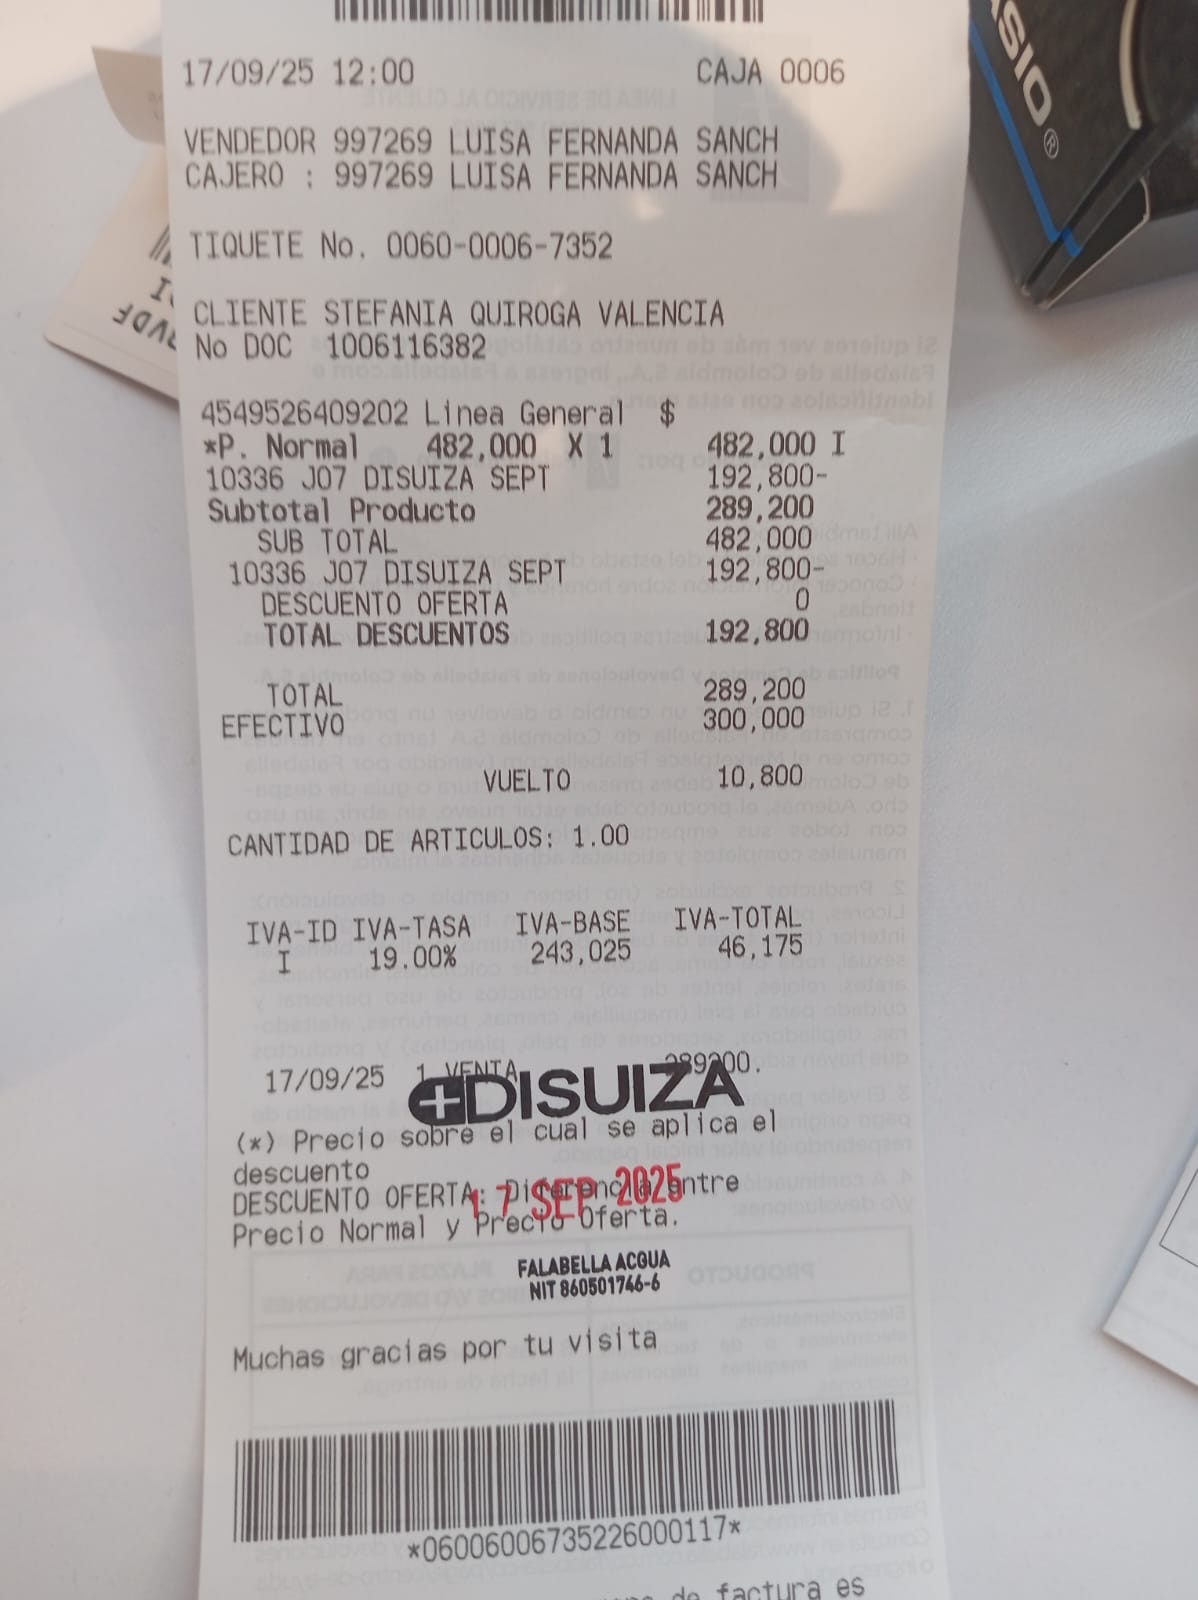 17/09/25 12:00 CAJA 0006
VENDEDOR 997269 LUISA FERNANDA SANCH
CAJERO : 997269 LUISA FERNANDA SANCH
TIQUETE No. 0060-0006-7352
CLIENTE STEFANIA QUIROGA VALENCIA
No DOC 1006116382
4549526409202 Linea General $
*P. Normal 482,000 X 1 482,000 I
10336 J07 DISUIZA SEPT 192,800-
Subtotal Producto 289,200
SUB TOTAL 482,000
10336 J07 DISUIZA SEPT 192,800-
DESCUENTO OFERTA 0
TOTAL DESCUENTOS 192,800
TOTAL 289,200
EFECTIVO 300,000
VUELTO 10,800
CANTIDAD DE ARTICULOS: 1.00
IVA-ID IVA-TASA IVA-BASE IVA-TOTAL
I 19.00% 243,025 46,175
17/09/25 1 VENTA 289200.
DISUIZA
(*) Precio sobre el cual se aplica el
descuento
DESCUENTO OFERTA: Diferencia entre
17 SEP 2025
Precio Normal y Precio Oferta.
FALABELLA ACQUA
NIT 860501746-6
Muchas gracias por tu visita
*06006006735226000117*
de factura es
ASIO®